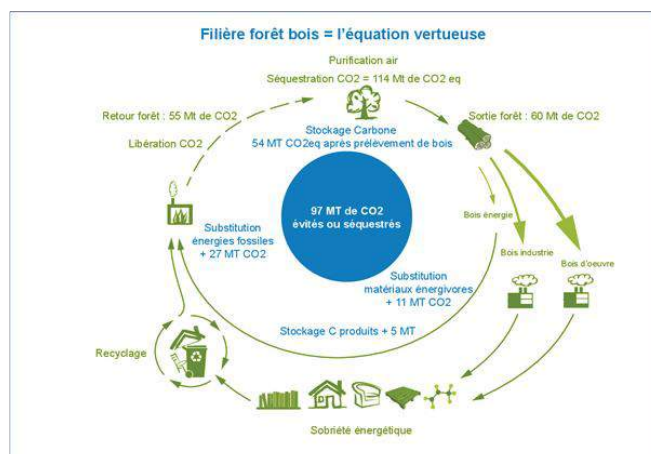 Filière forêt bois = l'équation vertueuse
Purification air
Séquestration CO2 = 114 Mt de CO2 eq
Retour forêt : 55 Mt de CO2
Sortie forêt : 60 Mt de CO2
Libération CO2
Stockage Carbone
54 MT CO2eq après prélèvement de bois
97 MT de CO2
évités ou séquestrés
Bois énergie
Substitution
énergies fossiles
+ 27 MT CO2
Bois industrie
Bois d'oeuvre
Substitution
matériaux énergivores
+ 11 MT CO2
Stockage C produits + 5 MT
Recyclage
Sobriété énergétique